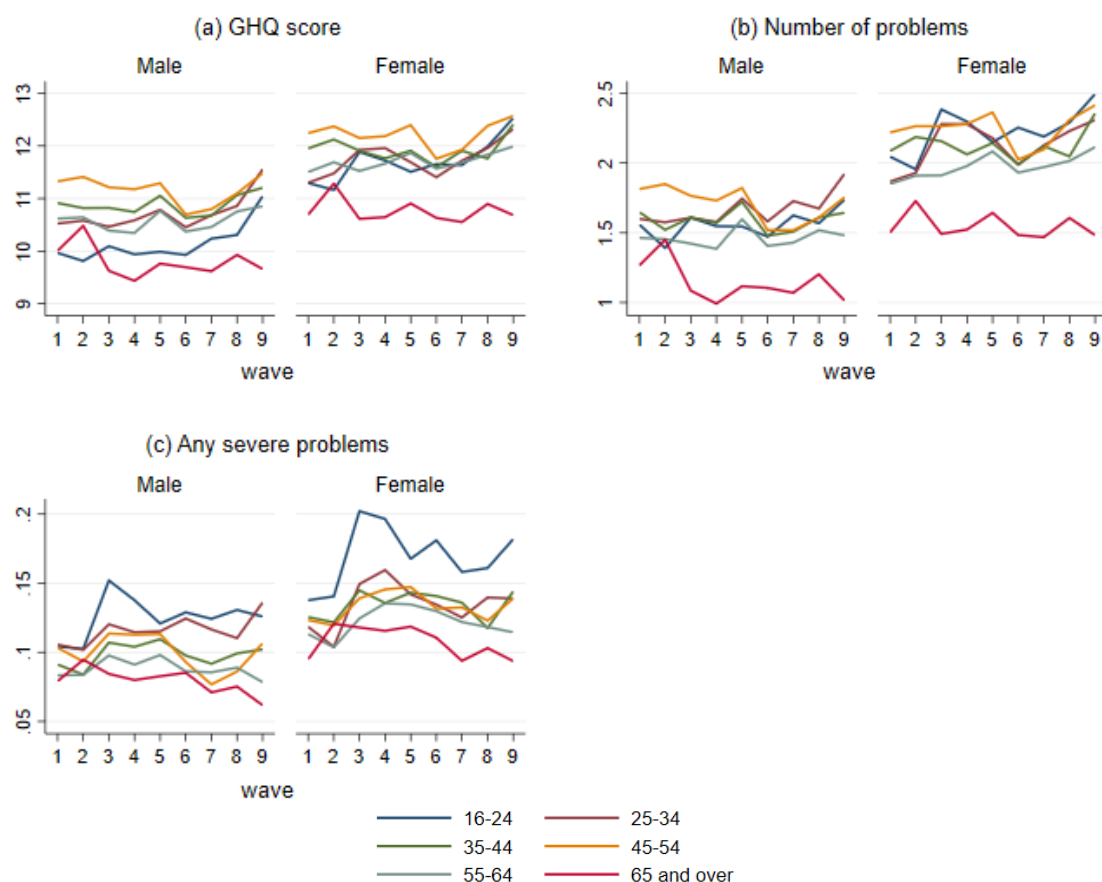 (a) GHQ score
Male Female
13
12
11
10
9
1 2 3 4 5 6 7 8 9 1 2 3 4 5 6 7 8 9
wave
(b) Number of problems
Male Female
2.5
2
1.5
1
1 2 3 4 5 6 7 8 9 1 2 3 4 5 6 7 8 9
wave
(c) Any severe problems
Male Female
.2
.15
.1
.05
1 2 3 4 5 6 7 8 9 1 2 3 4 5 6 7 8 9
wave
16-24 25-34
35-44 45-54
55-64 65 and over